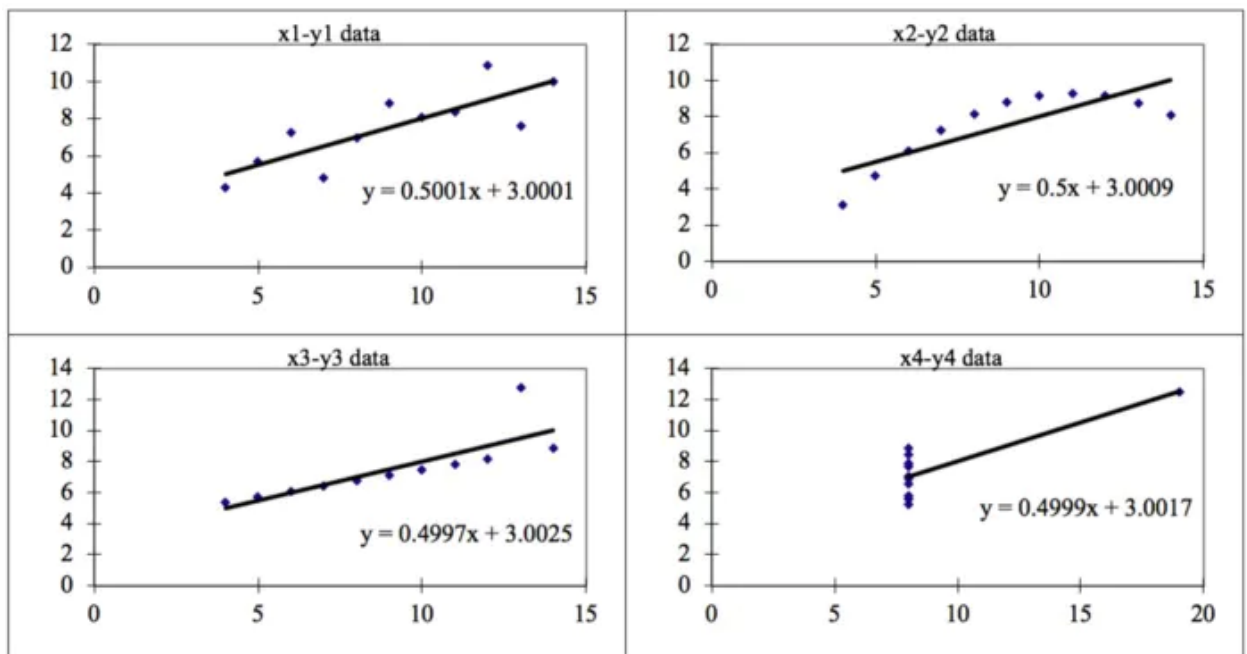 x1-y1 data
12
10
8
6
4
2
0
0 5 10 15
y = 0.5001x + 3.0001
x2-y2 data
12
10
8
6
4
2
0
0 5 10 15
y = 0.5x + 3.0009
x3-y3 data
14
12
10
8
6
4
2
0
0 5 10 15
y = 0.4997x + 3.0025
x4-y4 data
14
12
10
8
6
4
2
0
0 5 10 15 20
y = 0.4999x + 3.0017